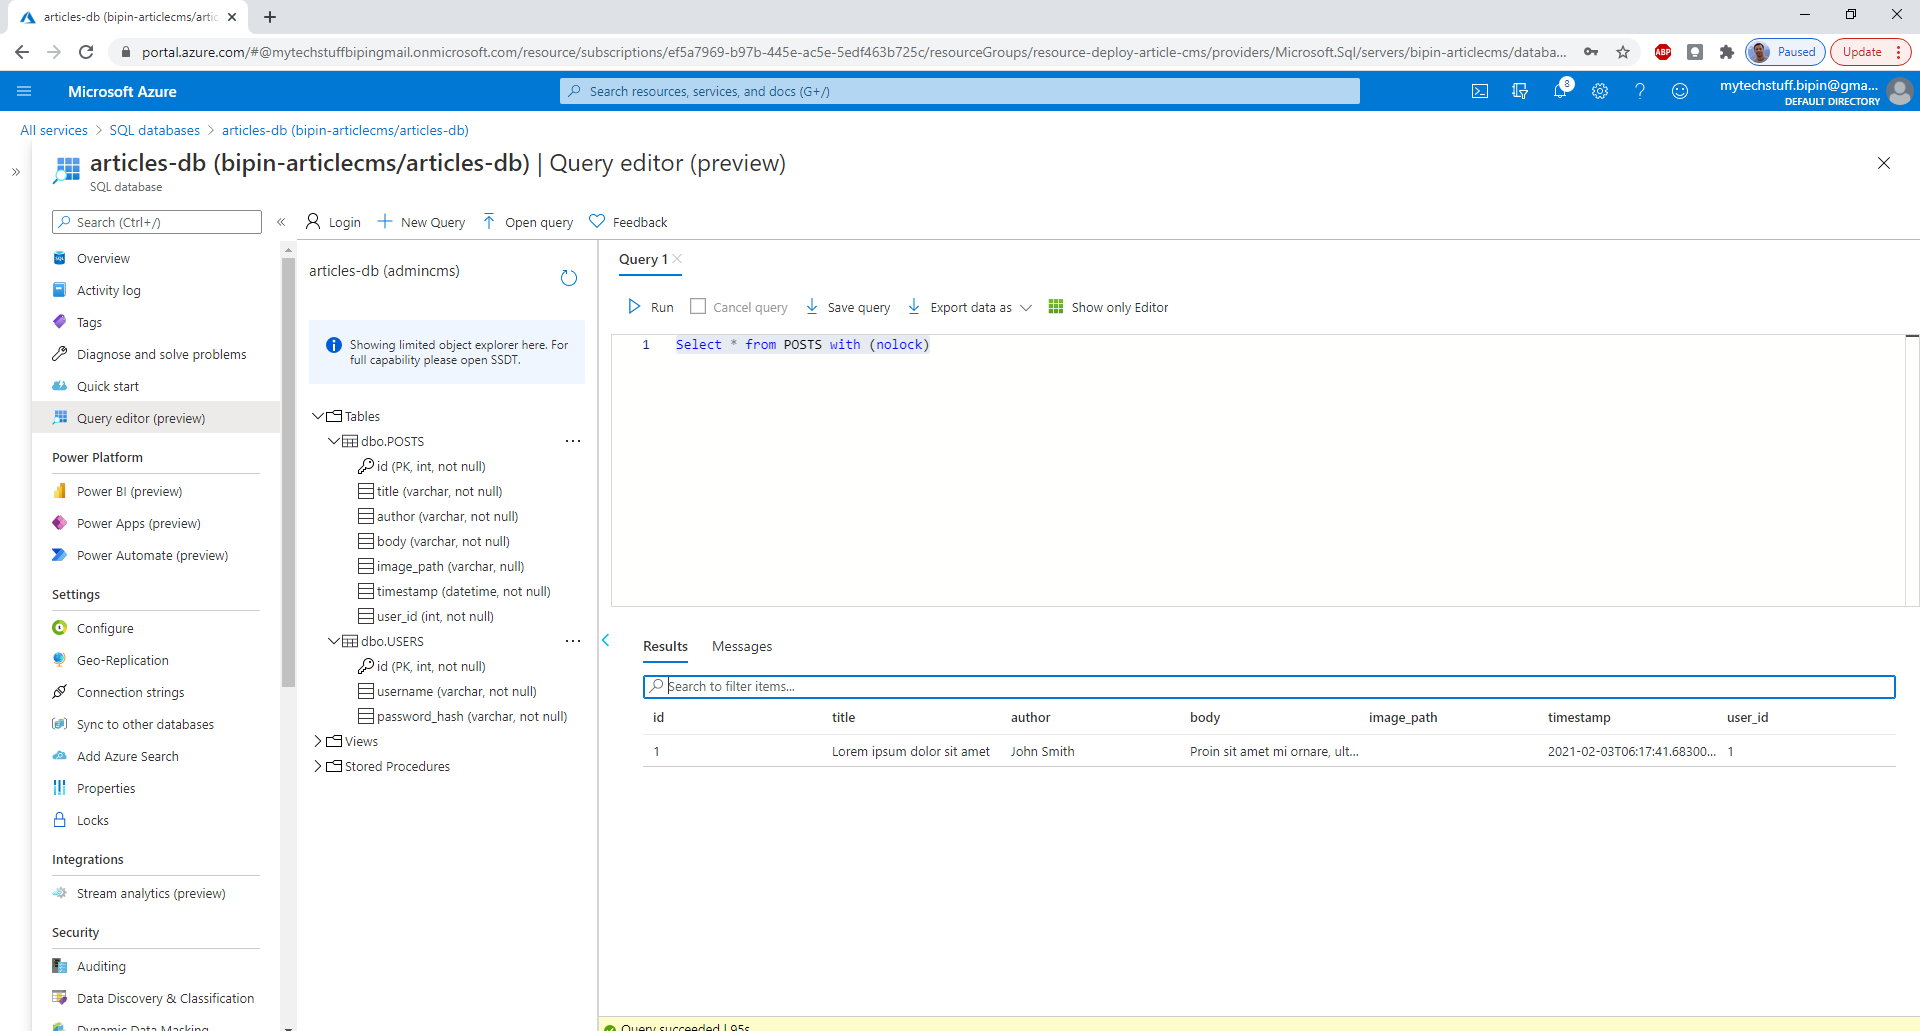 articles-db (bipin-articlecms/artic
portal.azure.com/#@mytechstuffbipingmail.onmicrosoft.com/resource/subscriptions/ef5a7969-b97b-445e-ac5e-5edf463b725c/resourceGroups/resource-deploy-article-cms/providers/Microsoft.Sql/servers/bipin-articlecms/databa...
ABP
Paused
Update
Microsoft Azure
Search resources, services, and docs (G+/)
8
mytechstuff.bipin@gma...
DEFAULT DIRECTORY
All services > SQL databases > articles-db (bipin-articlecms/articles-db)
articles-db (bipin-articlecms/articles-db) | Query editor (preview)
SQL database
Search (Ctrl+/)
Overview
Activity log
Tags
Diagnose and solve problems
Quick start
Query editor (preview)
Power Platform
Power BI (preview)
Power Apps (preview)
Power Automate (preview)
Settings
Configure
Geo-Replication
Connection strings
Sync to other databases
Add Azure Search
Properties
Locks
Integrations
Stream analytics (preview)
Security
Auditing
Data Discovery & Classification
Dynamic Data Masking
Login
New Query
Open query
Feedback
articles-db (admincms)
Showing limited object explorer here. For
full capability please open SSDT.
Tables
dbo.POSTS
id (PK, int, not null)
title (varchar, not null)
author (varchar, not null)
body (varchar, not null)
image_path (varchar, null)
timestamp (datetime, not null)
user_id (int, not null)
dbo.USERS
id (PK, int, not null)
username (varchar, not null)
password_hash (varchar, not null)
Views
Stored Procedures
Query 1
Run
Cancel query
Save query
Export data as
Show only Editor
1 Select * from POSTS with (nolock)
Results
Messages
Search to filter items...
id title author body image_path timestamp user_id
1 Lorem ipsum dolor sit amet John Smith Proin sit amet mi ornare, ult... 2021-02-03T06:17:41.68300... 1
Query succeeded | 95s